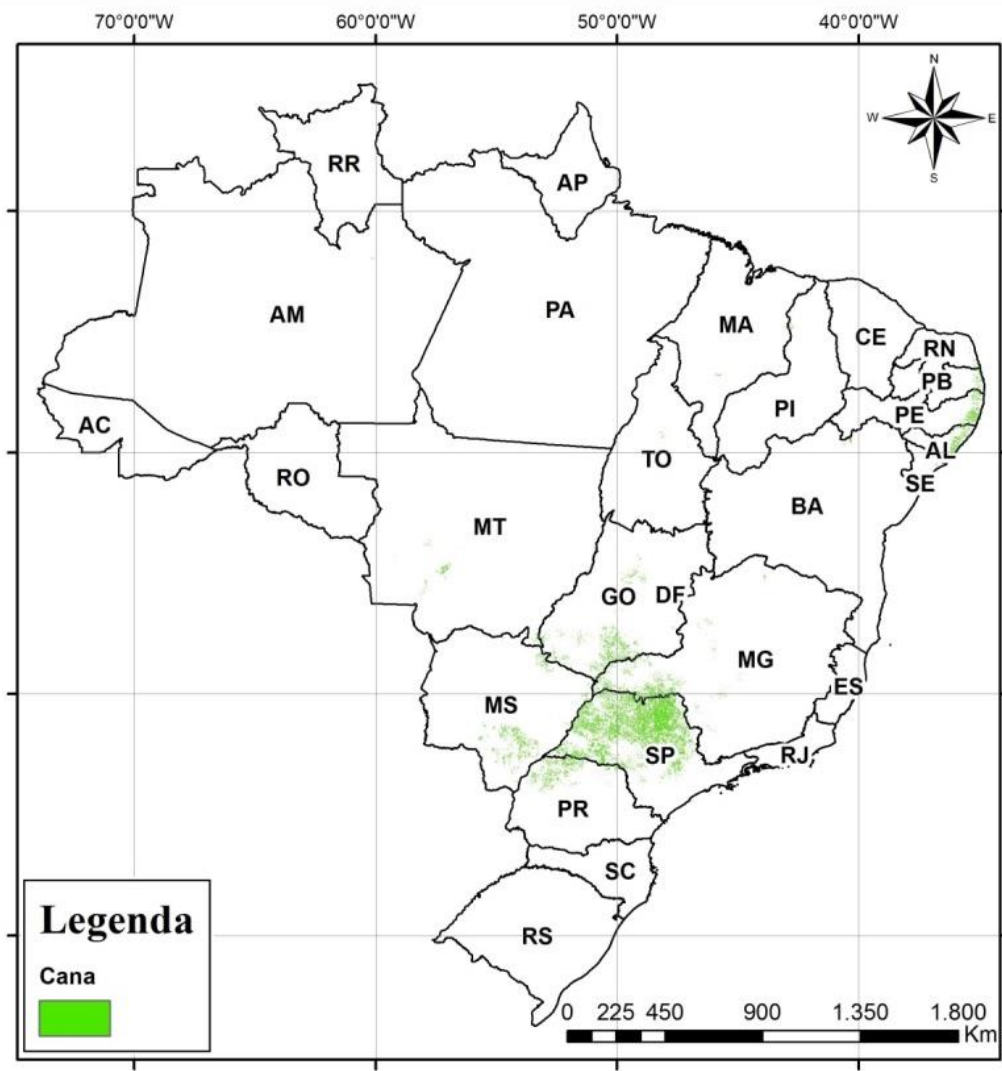 70°0'0"W 60°0'0"W 50°0'0"W 40°0'0"W
N
W E
S
RR
AP
AM
PA
MA
CE
RN
PB
PI
PE
AC
AL
TO
RO
SE
BA
MT
GO DF
MG
ES
MS
SP
RJ
PR
SC
RS
Legenda
Cana
0 225 450 900 1.350 1.800
Km